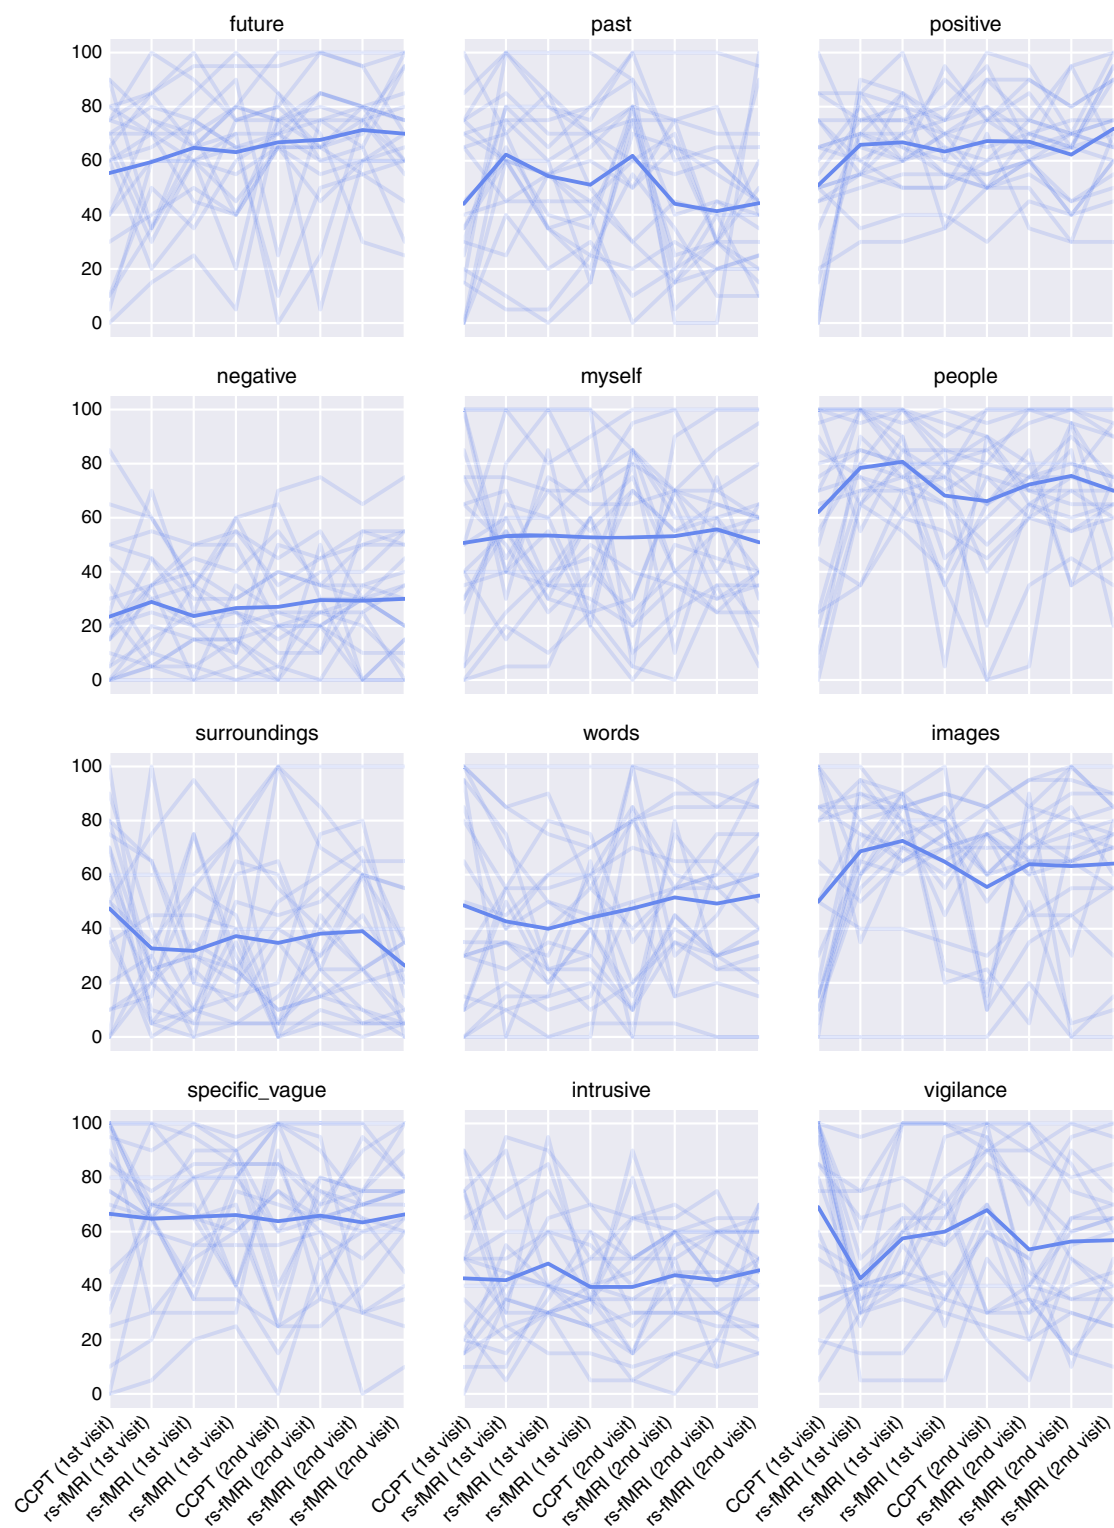 future past positive
100
80
60
40
20
0
negative myself people
100
80
60
40
20
0
surroundings words images
100
80
60
40
20
0
specific_vague intrusive vigilance
100
80
60
40
20
0
CCPT (1st visit)
rs-fMRI (1st visit)
rs-fMRI (1st visit)
rs-fMRI (1st visit)
CCPT (2nd visit)
rs-fMRI (2nd visit)
rs-fMRI (2nd visit)
rs-fMRI (2nd visit)
CCPT (1st visit)
rs-fMRI (1st visit)
rs-fMRI (1st visit)
rs-fMRI (1st visit)
CCPT (2nd visit)
rs-fMRI (2nd visit)
rs-fMRI (2nd visit)
rs-fMRI (2nd visit)
CCPT (1st visit)
rs-fMRI (1st visit)
rs-fMRI (1st visit)
rs-fMRI (1st visit)
CCPT (2nd visit)
rs-fMRI (2nd visit)
rs-fMRI (2nd visit)
rs-fMRI (2nd visit)